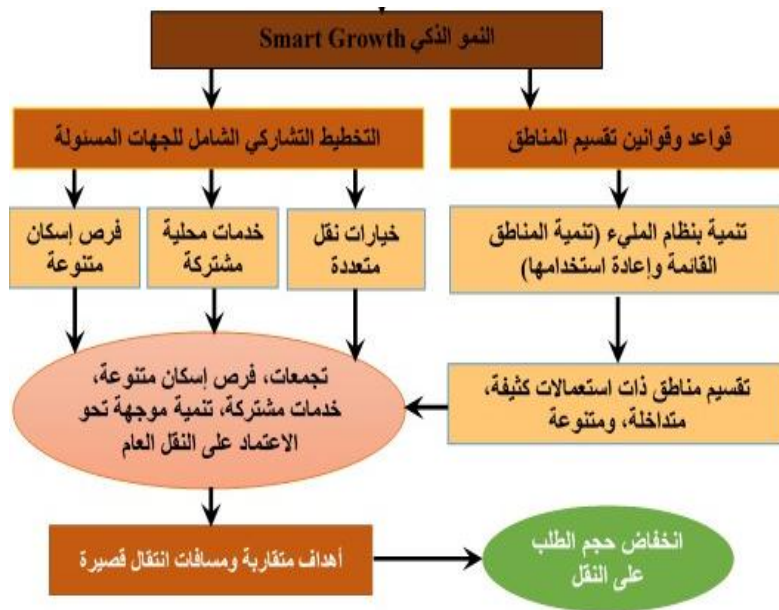 النمو الذكي Smart Growth
قواعد وقوانين تقسيم المناطق
التخطيط التشاركي الشامل للجهات المسئولة
تنمية بنظام المليء (تنمية المناطق
القائمة وإعادة استخدامها)
خيارات نقل
متعددة
خدمات محلية
مشتركة
فرص إسكان
متنوعة
تقسيم مناطق ذات استعمالات كثيفة،
متداخلة، ومتنوعة
تجمعات، فرص إسكان متنوعة،
خدمات مشتركة، تنمية موجهة تحو
الاعتماد على النقل العام
أهداف متقاربة ومسافات انتقال قصيرة
انخفاض حجم الطلب
على النقل